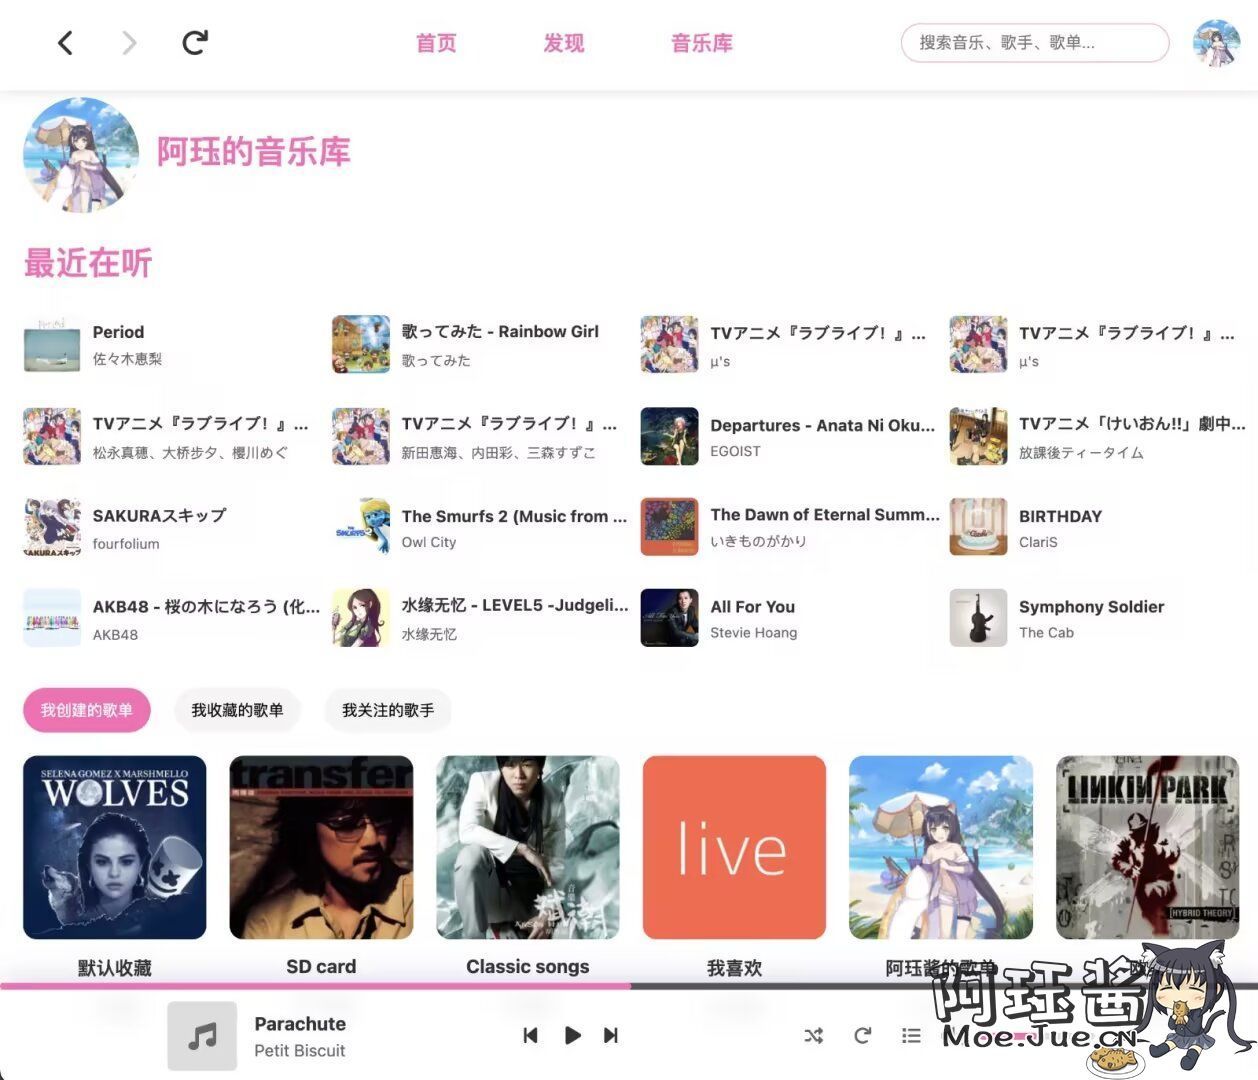 首页 发现 音乐库 搜索音乐、歌手、歌单...
阿珏的音乐库
最近在听
Period
佐々木惠梨
歌ってみた - Rainbow Girl
歌ってみた
TVアニメ『ラブライブ！』...
μ's
TVアニメ『ラブライブ！』...
μ's
TVアニメ『ラブライブ！』...
松永真穂、大桥步夕、樱川めぐ
TVアニメ『ラブライブ！』...
新田恵海、内田彩、三森すずこ
Departures - Anata Ni Oku...
EGOIST
TVアニメ「けいおん!!」劇中...
放課後ティータイム
SAKURAスキップ
fourfolium
The Smurfs 2 (Music from ...
Owl City
The Dawn of Eternal Summ...
いきものがかり
BIRTHDAY
ClariS
AKB48 - 桜の木になろう (化...
AKB48
水缘无忆 - LEVEL5 -Judgeli...
水缘无忆
All For You
Stevie Hoang
Symphony Soldier
The Cab
我创建的歌单 我收藏的歌单 我关注的歌手
SELENA GOMEZ X MARSHMELLO
WOLVES
transfer
live
LINKIN PARK
[HYBRID THEORY]
默认收藏
SD card
Classic songs
我喜欢
阿珏酱的歌单
Parachute
Petit Biscuit
阿珏酱
Moe.Jue.cn